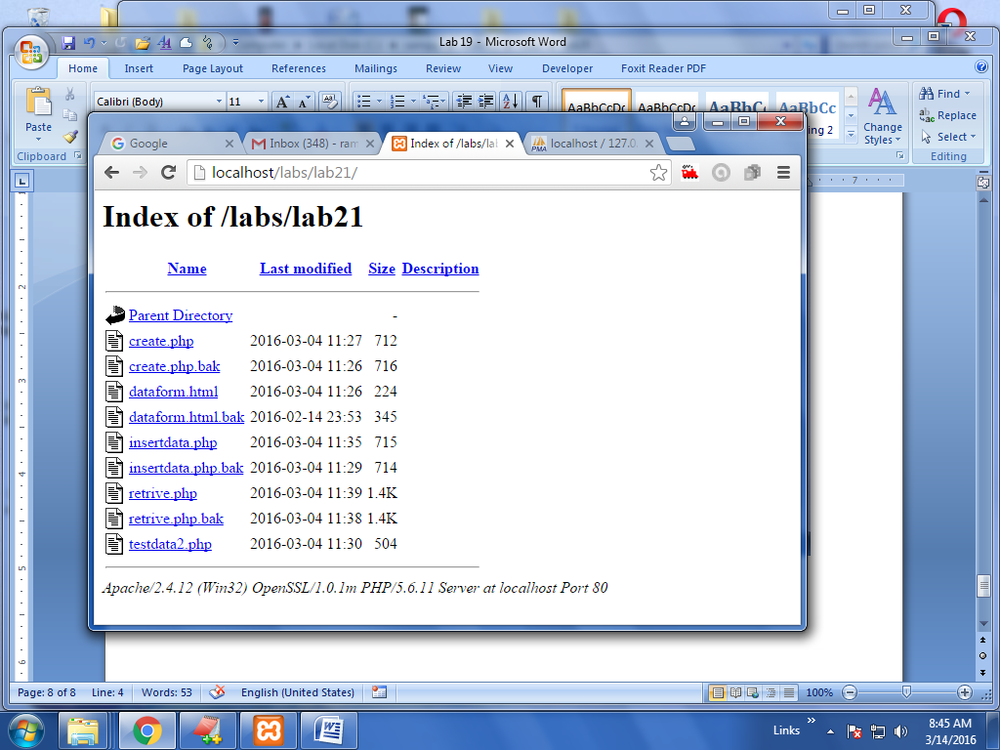 Lab 19 - Microsoft Word
Home Insert Page Layout References Mailings Review View Developer Foxit Reader PDF
Paste
Clipboard
Calibri (Body) 11
AaBbCcDc AaBbCcDc AaBbC AaBbCc
Change
Styles
Find
Replace
Select
Editing
Google
Inbox (348) - ram
Index of /labs/lab
localhost / 127.0.
localhost/labs/lab21/
Index of /labs/lab21
Name Last modified Size Description
Parent Directory -
create.php 2016-03-04 11:27 712
create.php.bak 2016-03-04 11:26 716
dataform.html 2016-03-04 11:26 224
dataform.html.bak 2016-02-14 23:53 345
insertdata.php 2016-03-04 11:35 715
insertdata.php.bak 2016-03-04 11:29 714
retrive.php 2016-03-04 11:39 1.4K
retrive.php.bak 2016-03-04 11:38 1.4K
testdata2.php 2016-03-04 11:30 504
Apache/2.4.12 (Win32) OpenSSL/1.0.1m PHP/5.6.11 Server at localhost Port 80
Page: 8 of 8 Line: 4 Words: 53 English (United States) 100%
Links
8:45 AM
3/14/2016